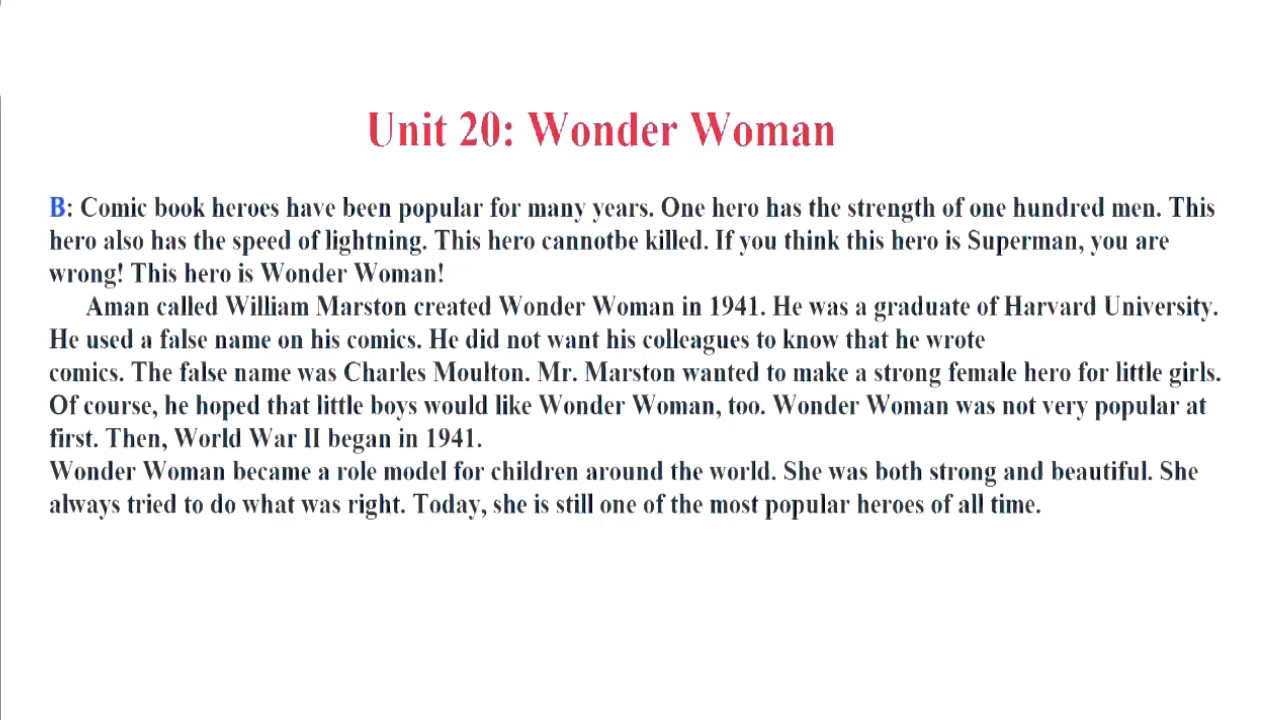 Unit 20: Wonder Woman
B: Comic book heroes have been popular for many years. One hero has the strength of one hundred men. This
hero also has the speed of lightning. This hero cannotbe killed. If you think this hero is Superman, you are
wrong! This hero is Wonder Woman!
Aman called William Marston created Wonder Woman in 1941. He was a graduate of Harvard University.
He used a false name on his comics. He did not want his colleagues to know that he wrote
comics. The false name was Charles Moulton. Mr. Marston wanted to make a strong female hero for little girls.
Of course, he hoped that little boys would like Wonder Woman, too. Wonder Woman was not very popular at
first. Then, World War II began in 1941.
Wonder Woman became a role model for children around the world. She was both strong and beautiful. She
always tried to do what was right. Today, she is still one of the most popular heroes of all time.